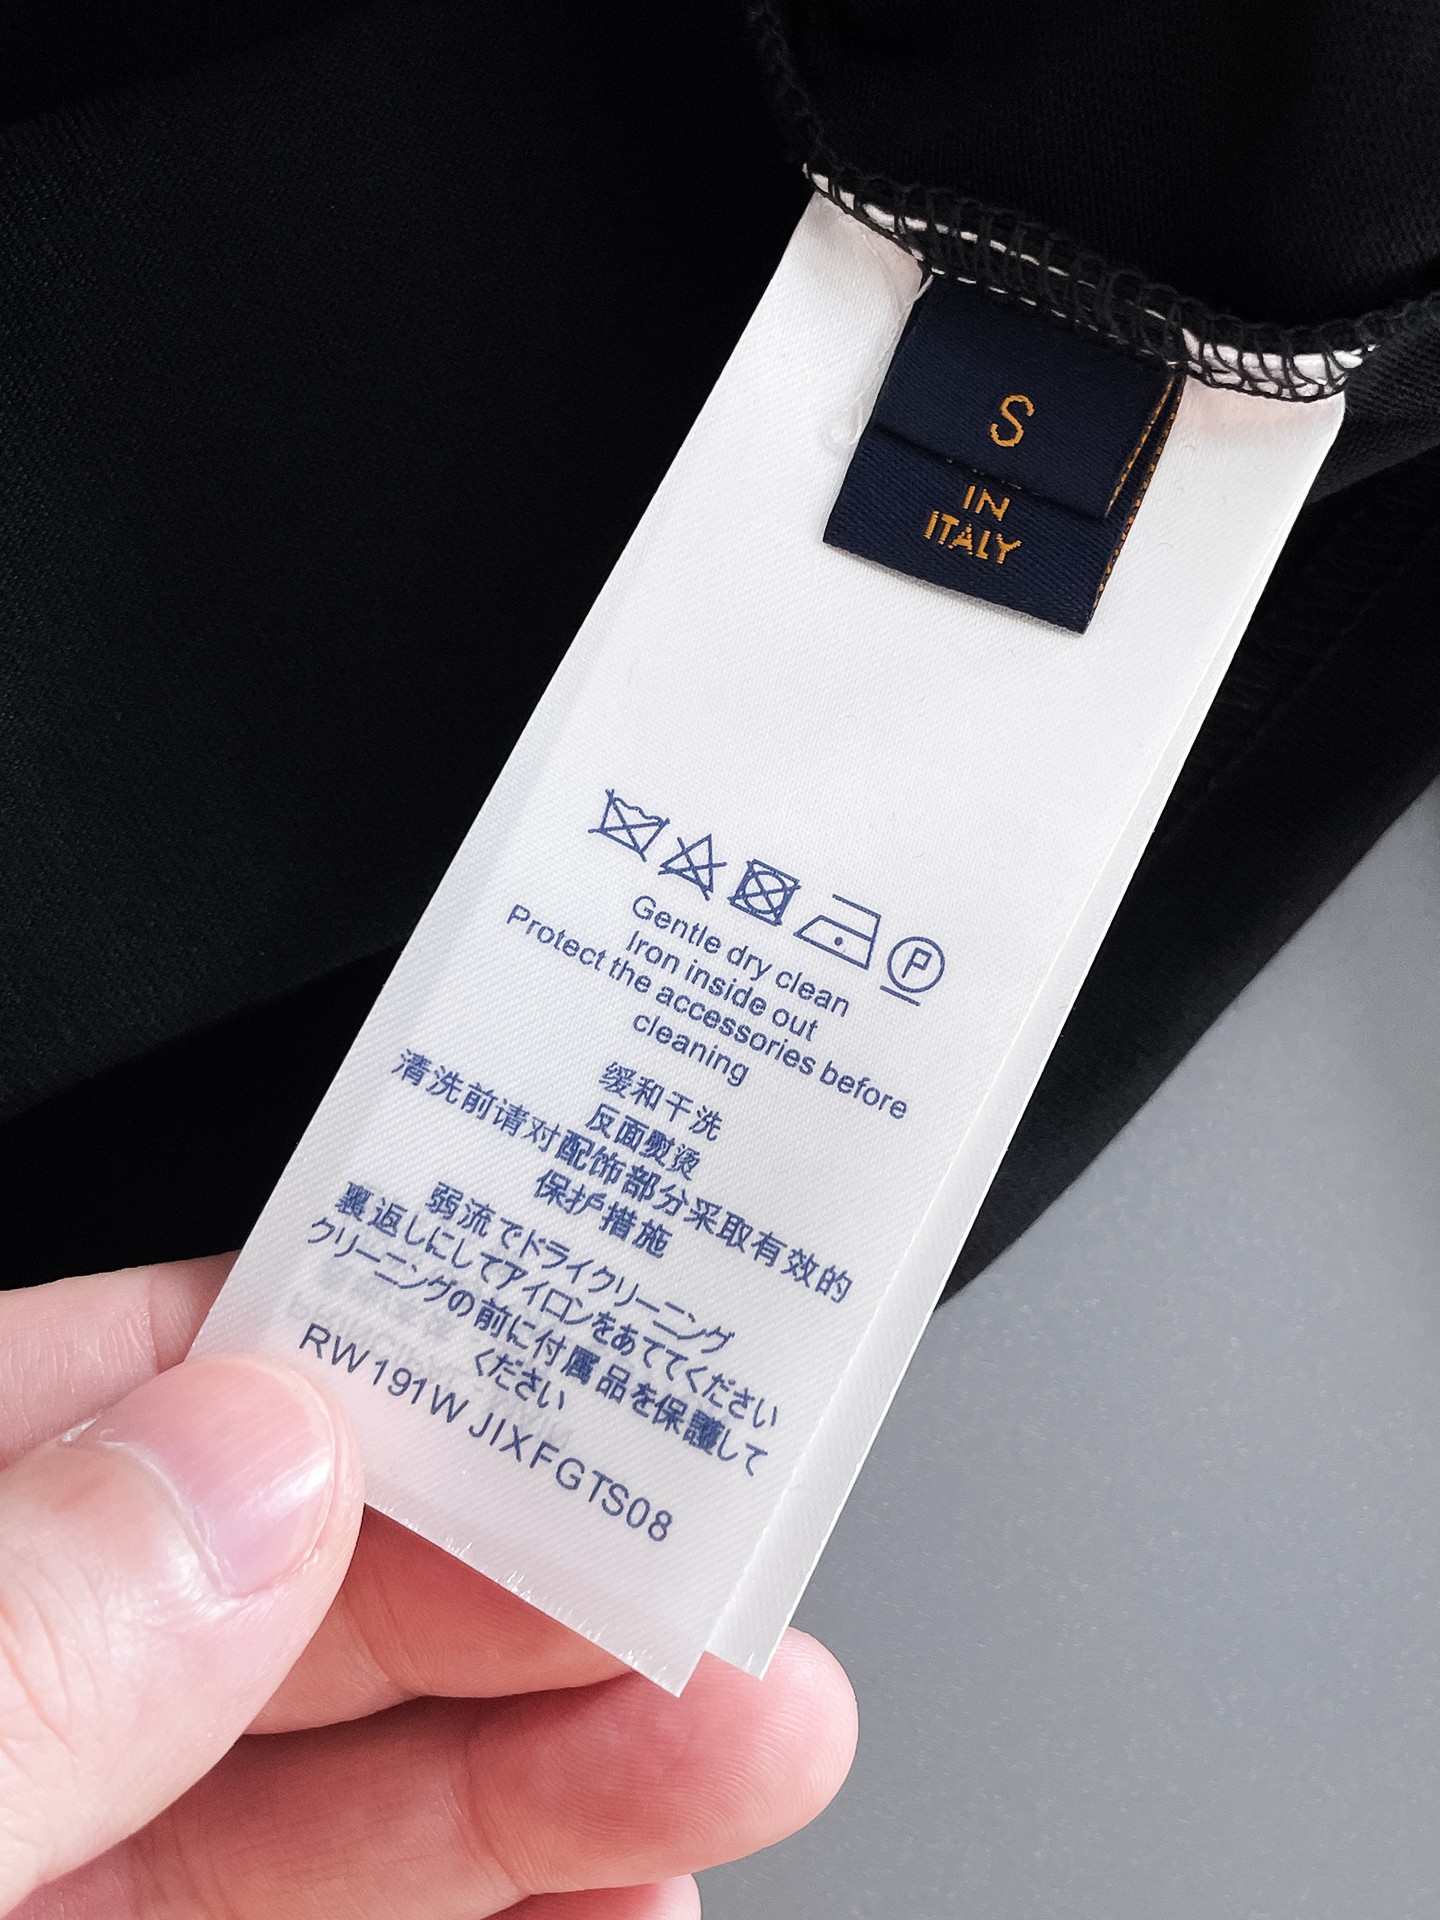 S
IN
ITALY
P
Gentle dry clean
Iron inside out
Protect the accessories before
cleaning
缓和干洗
反面熨烫
清洗前请对配饰部分采取有效的
保护措施
弱流でドライクリーニング
裏返しにしてアイロンをあててください
クリーニングの前に付属品を保護して
ください
RW191W JIXFGTS08